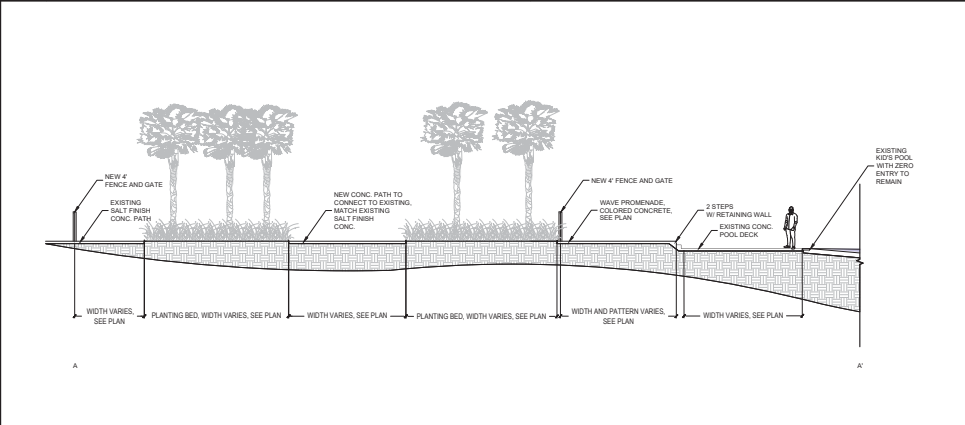 EXISTING
KID'S POOL
WITH ZERO
ENTRY TO
REMAIN
NEW 4'
FENCE AND GATE
EXISTING
SALT FINISH
CONC. PATH
NEW CONC. PATH TO
CONNECT TO EXISTING,
MATCH EXISTING
SALT FINISH
CONC.
NEW 4' FENCE AND GATE
WAVE PROMENADE,
COLORED CONCRETE,
SEE PLAN
2 STEPS
W/ RETAINING WALL
EXISTING CONC.
POOL DECK
WIDTH VARIES,
SEE PLAN
PLANTING BED, WIDTH VARIES, SEE PLAN
WIDTH VARIES, SEE PLAN
PLANTING BED, WIDTH VARIES, SEE PLAN
WIDTH AND PATTERN VARIES,
SEE PLAN
WIDTH VARIES, SEE PLAN
A
A'